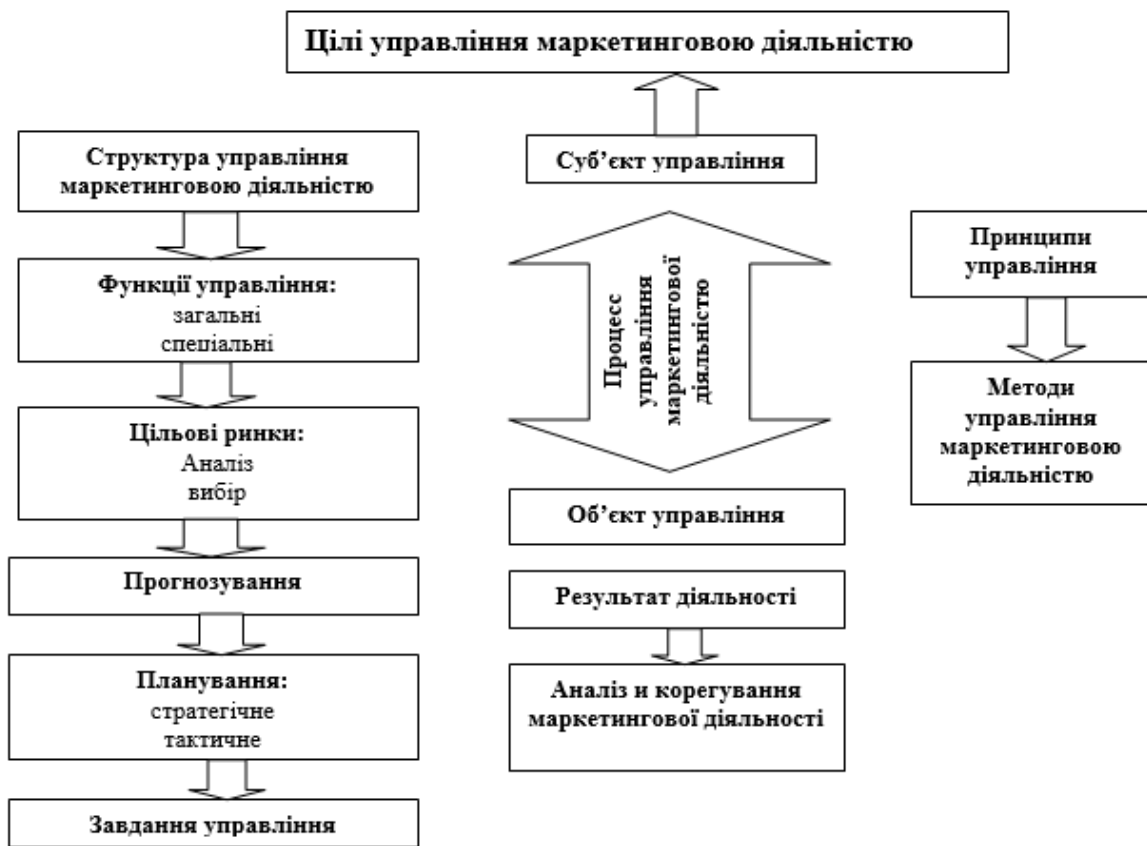 Цілі управління маркетинговою діяльністю
Структура управління
маркетинговою діяльністю
Функції управління:
загальні
спеціальні
Цільові ринки:
Аналіз
вибір
Прогнозування
Планування:
стратегічне
тактичне
Завдання управління
Суб’єкт управління
Процесс
управління
маркетингової
діяльністю
Об’єкт управління
Результат діяльності
Аналіз и корегування
маркетингової діяльності
Принципи
управління
Методи
управління
маркетинговою
діяльністю